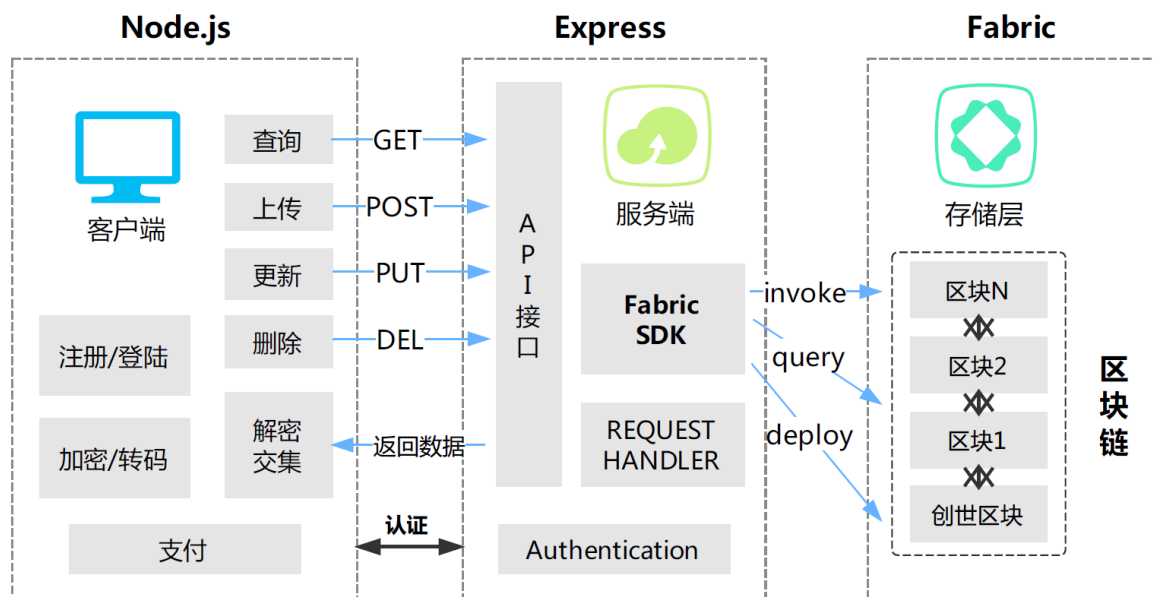 Node.js
Express
Fabric
客户端
查询
上传
更新
删除
注册/登陆
加密/转码
解密
交集
支付
GET
POST
PUT
DEL
返回数据
认证
A
P
I
接
口
服务端
Fabric
SDK
REQUEST
HANDLER
Authentication
invoke
query
deploy
存储层
区块N
区块2
区块1
创世区块
区
块
链